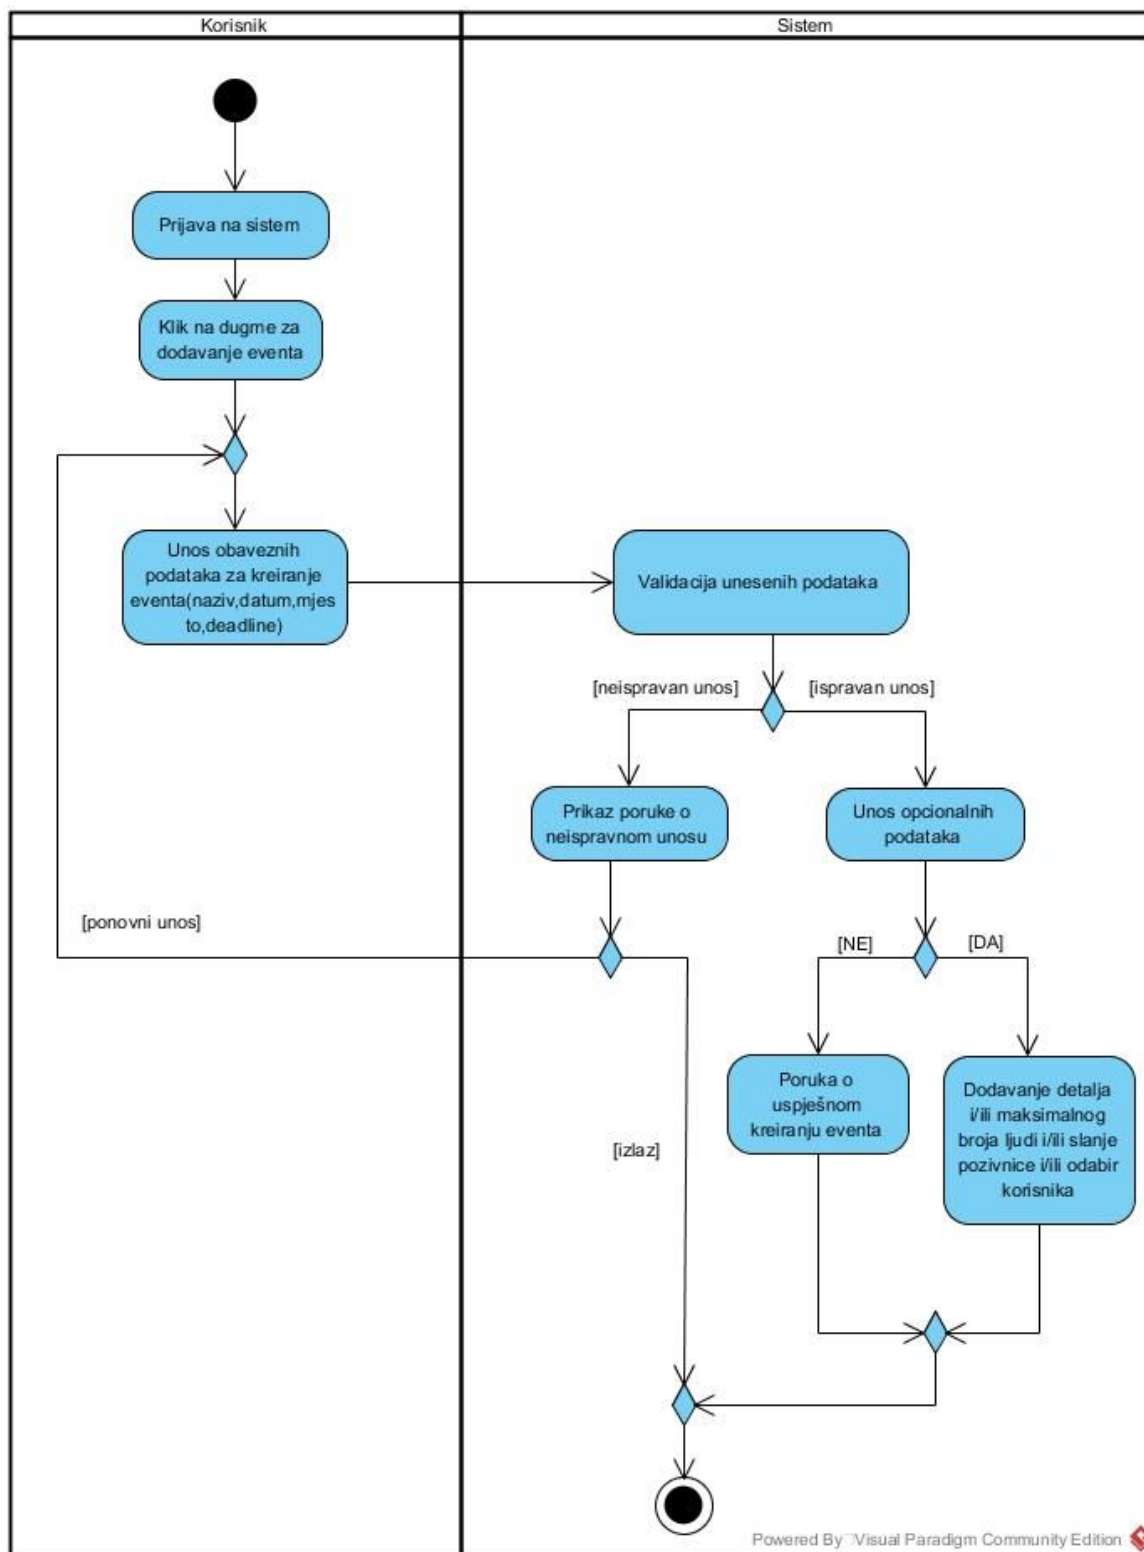 Korisnik
Sistem
Prijava na sistem
Klik na dugme za
dodavanje eventa
Unos obaveznih
podataka za kreiranje
eventa(naziv,datum,mjes
to,deadline)
Validacija unesenih podataka
[neispravan unos]
[ispravan unos]
Prikaz poruke o
neispravnom unosu
Unos opcionalnih
podataka
[ponovni unos]
[NE]
[DA]
Poruka o
uspješnom
kreiranju eventa
Dodavanje detalja
i/ili maksimalnog
broja ljudi i/ili slanje
pozivnice i/ili odabir
korisnika
[izlaz]
Powered By Visual Paradigm Community Edition